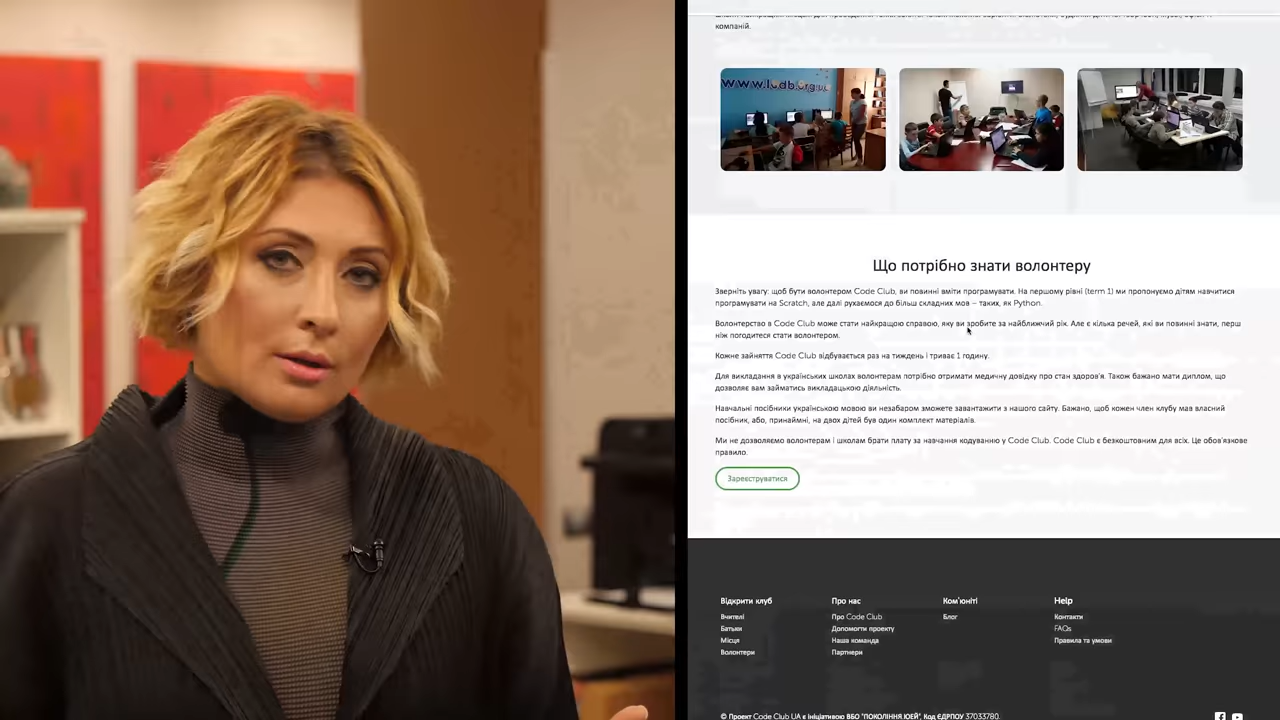 компаній.
www.lodb.org.ua
Що потрібно знати волонтеру
Зверніть увагу: щоб бути волонтером Code Club, ви повинні вміти програмувати. На першому рівні (term 1) ми пропонуємо дітям навчитися
програмувати на Scratch, але далі рухаємося до більш складних мов – таких, як Python.
Волонтерство в Code Club може стати найкращою справою, яку ви зробите за найближчий рік. Але є кілька речей, які ви повинні знати, перш
ніж погодитеся стати волонтером.
Кожне зайняття Code Club відбувається раз на тиждень і триває 1 годину.
Для викладання в українських школах волонтерам потрібно отримати медичну довідку про стан здоров'я. Також бажано мати диплом, що
дозволяє вам займатись викладацькою діяльність.
Навчальні посібники українською мовою ви незабаром зможете завантажити з нашого сайту. Бажано, щоб кожен член клубу мав власний
посібник, або, принаймні, на двох дітей був один комплект матеріалів.
Ми не дозволяємо волонтерам і школам брати плату за навчання кодуванню у Code Club. Code Club є безкоштовним для всіх. Це обов'язкове
правило.
Зареєструватися
Відкрити клуб
Вчителі
Батьки
Місця
Волонтери
Про нас
Про Code Club
Допомогти проекту
Наша команда
Партнери
Ком'юніті
Блог
Help
Контакти
FAQs
Правила та умови
© Проект Code Club UA є ініціативою ВБО "ПОКОЛІННЯ ЮЕЙ", Код ЄДРПОУ 37033780.